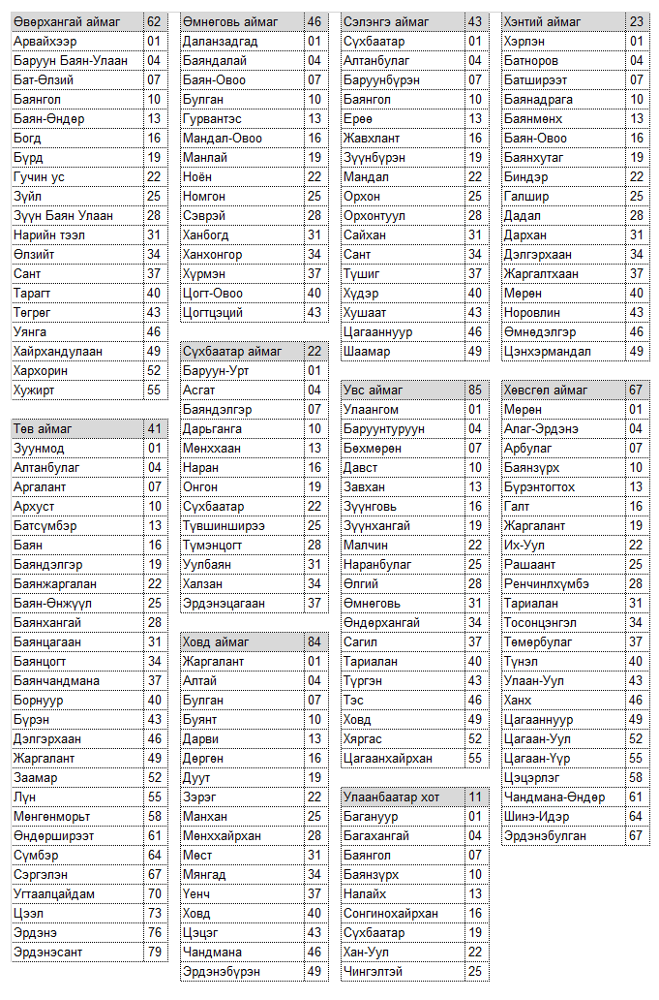 Өвөрхангай аймаг 62
Арвайхээр 01
Баруун Баян-Улаан 04
Бат-Өлзий 07
Баянгол 10
Баян-Өндөр 13
Богд 16
Бүрд 19
Гучин ус 22
Зүйл 25
Зүүн Баян Улаан 28
Нарийн тээл 31
Өлзийт 34
Сант 37
Тарагт 40
Төгрөг 43
Уянга 46
Хайрхандулаан 49
Хархорин 52
Хужирт 55
Төв аймаг 41
Зуунмод 01
Алтанбулаг 04
Аргалант 07
Архуст 10
Батсүмбэр 13
Баян 16
Баяндэлгэр 19
Баянжаргалан 22
Баян-Өнжүүл 25
Баянхангай 28
Баянцагаан 31
Баянцогт 34
Баянчандмана 37
Борнуур 40
Бүрэн 43
Дэлгэрхаан 46
Жаргалант 49
Заамар 52
Лүн 55
Мөнгөнморьт 58
Өндөрширээт 61
Сүмбэр 64
Сэргэлэн 67
Угтаалцайдам 70
Цээл 73
Эрдэнэ 76
Эрдэнэсант 79
Өмнөговь аймаг 46
Даланзадгад 01
Баяндалай 04
Баян-Овоо 07
Булган 10
Гурвантэс 13
Мандал-Овоо 16
Манлай 19
Ноён 22
Номгон 25
Сэврэй 28
Ханбогд 31
Ханхонгор 34
Хүрмэн 37
Цогт-Овоо 40
Цогтцэций 43
Сүхбаатар аймаг 22
Баруун-Урт 01
Асгат 04
Баяндэлгэр 07
Дарьганга 10
Мөнххаан 13
Наран 16
Онгон 19
Сүхбаатар 22
Түвшинширээ 25
Түмэнцогт 28
Уулбаян 31
Халзан 34
Эрдэнэцагаан 37
Ховд аймаг 84
Жаргалант 01
Алтай 04
Булган 07
Буянт 10
Дарви 13
Дөргөн 16
Дуут 19
Зэрэг 22
Манхан 25
Мөнххайрхан 28
Мөст 31
Мянгад 34
Үенч 37
Ховд 40
Цэцэг 43
Чандмана 46
Эрдэнэбүрэн 49
Сэлэнгэ аймаг 43
Сүхбаатар 01
Алтанбулаг 04
Баруунбүрэн 07
Баянгол 10
Ерөө 13
Жавхлант 16
Зүүнбүрэн 19
Мандал 22
Орхон 25
Орхонтуул 28
Сайхан 31
Сант 34
Түшиг 37
Хүдэр 40
Хушаат 43
Цагааннуур 46
Шаамар 49
Увс аймаг 85
Улаангом 01
Баруунтуруун 04
Бөхмөрөн 07
Давст 10
Завхан 13
Зүүнговь 16
Зүүнхангай 19
Малчин 22
Наранбулаг 25
Өлгий 28
Өмнөговь 31
Өндөрхангай 34
Сагил 37
Тариалан 40
Түргэн 43
Тэс 46
Ховд 49
Хяргас 52
Цагаанхайрхан 55
Улаанбаатар хот 11
Багануур 01
Багахангай 04
Баянгол 07
Баянзүрх 10
Налайх 13
Сонгинохайрхан 16
Сүхбаатар 19
Хан-Уул 22
Чингэлтэй 25
Хэнтий аймаг 23
Хэрлэн 01
Батноров 04
Батширээт 07
Баянадрага 10
Баянмөнх 13
Баян-Овоо 16
Баянхутаг 19
Биндэр 22
Галшир 25
Дадал 28
Дархан 31
Дэлгэрхаан 34
Жаргалтхаан 37
Мөрөн 40
Норовлин 43
Өмнөдэлгэр 46
Цэнхэрмандал 49
Хөвсгөл аймаг 67
Мөрөн 01
Алаг-Эрдэнэ 04
Арбулаг 07
Баянзүрх 10
Бүрэнтогтох 13
Галт 16
Жаргалант 19
Их-Уул 22
Рашаант 25
Ренчинлхүмбэ 28
Тариалан 31
Тосонцэнгэл 34
Төмөрбулаг 37
Түнэл 40
Улаан-Уул 43
Ханх 46
Цагааннуур 49
Цагаан-Уул 52
Цагаан-Үүр 55
Цэцэрлэг 58
Чандмана-Өндөр 61
Шинэ-Идэр 64
Эрдэнэбулган 67